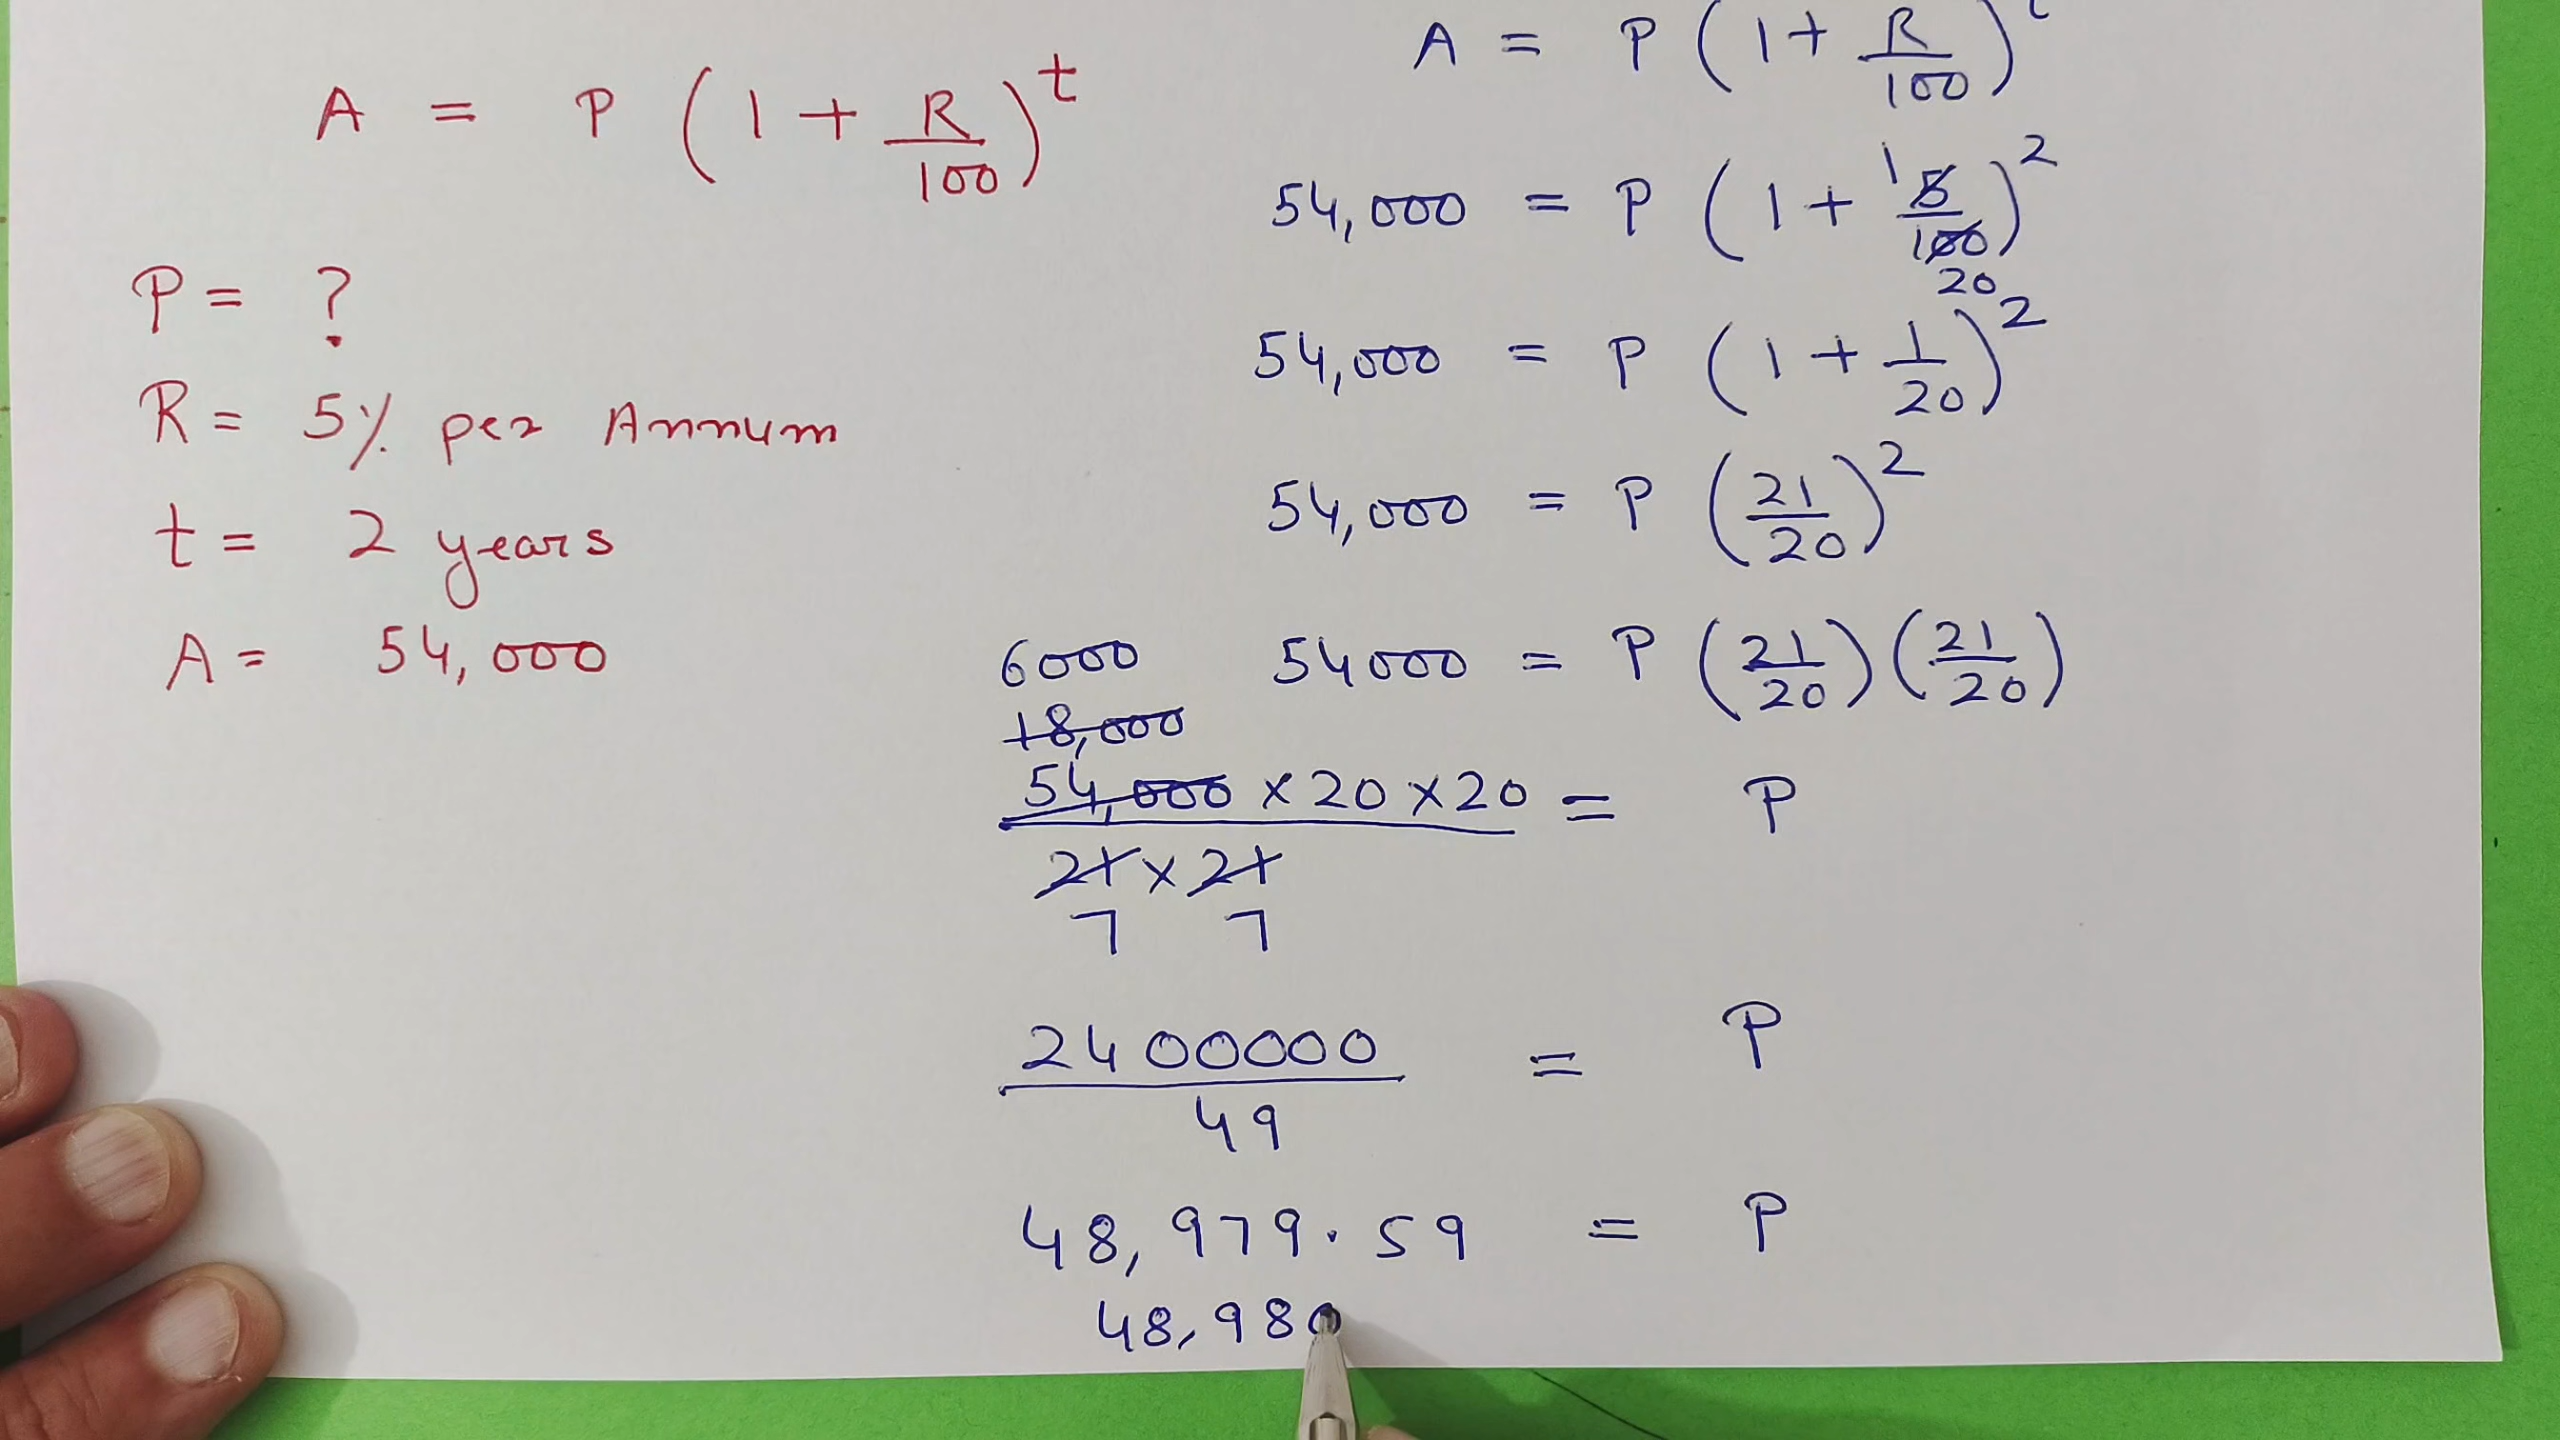 A = P ( 1 + R/100 )^t
P = ?
R = 5% per Annum
t = 2 years
A = 54,000
A = P ( 1 + R/100 )^t
54,000 = P ( 1 + 1 5/100 20 )^2
54,000 = P ( 1 + 1/20 )^2
54,000 = P ( 21/20 )^2
54000 = P ( 21/20 ) ( 21/20 )
6000
18,000
54,000 × 20 × 20 = P
21 × 21
7 7
2400000 = P
49
48,979.59 = P
48,980